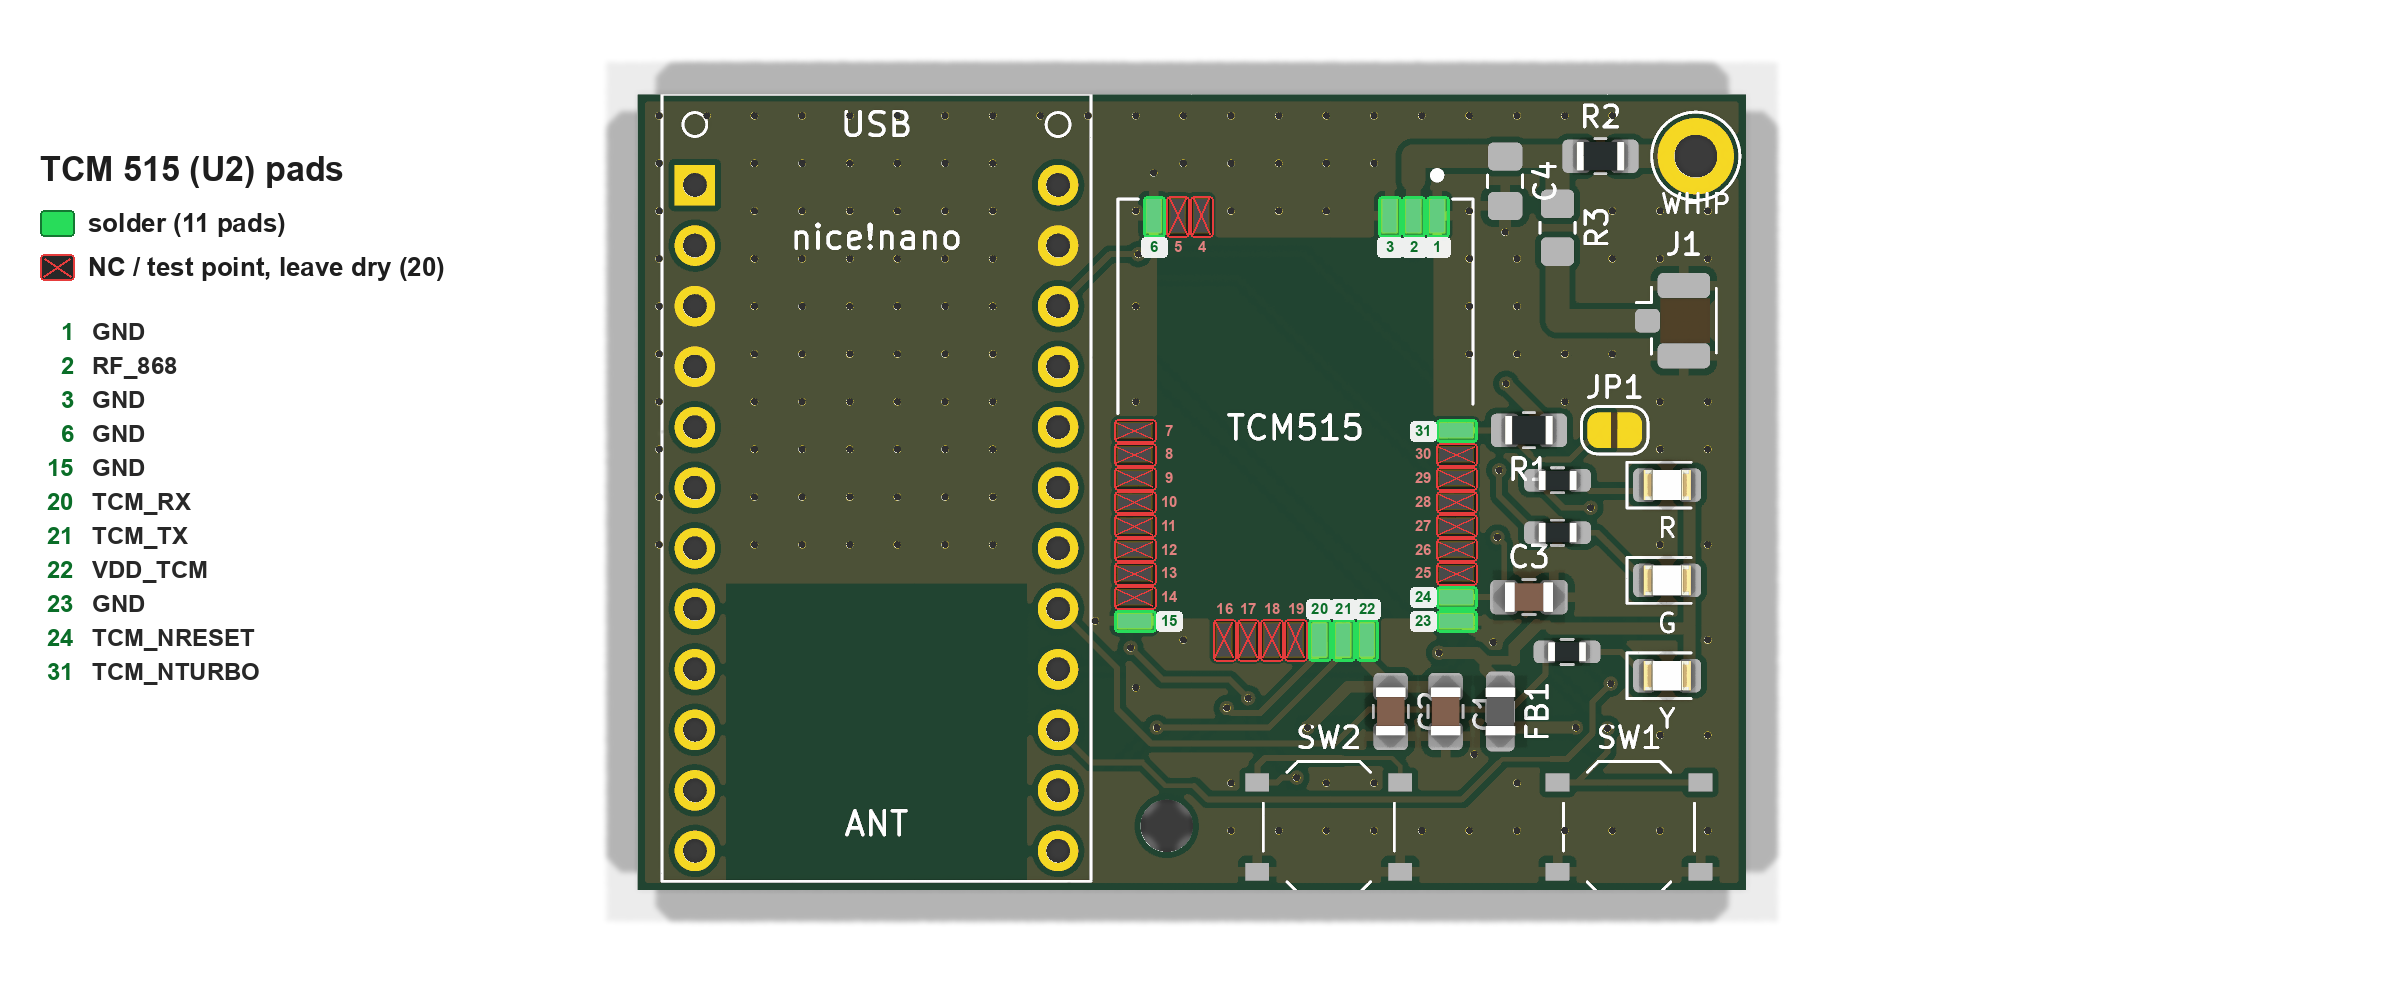 TCM 515 (U2) pads
solder (11 pads)
NC / test point, leave dry (20)
1 GND
2 RF_868
3 GND
6 GND
15 GND
20 TCM_RX
21 TCM_TX
22 VDD_TCM
23 GND
24 TCM_NRESET
31 TCM_NTURBO
USB
nice!nano
ANT
R2
C4
WHIP
R3
J1
6 5 4
3 2 1
TCM515
JP1
7
8
9
10
11
12
13
14
15
16 17 18 19 20 21 22
31
30
29
28
27
26
25
24
23
R1
R
C3
G
C2
C1
FB1
Y
SW2
SW1